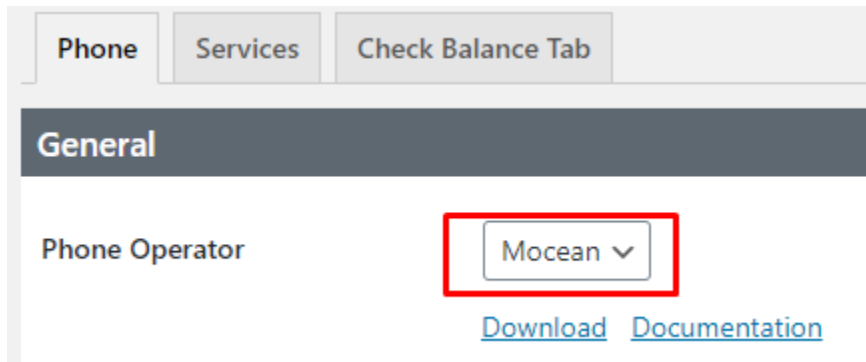 Phone Services Check Balance Tab
General
Phone Operator Mocean
Download Documentation